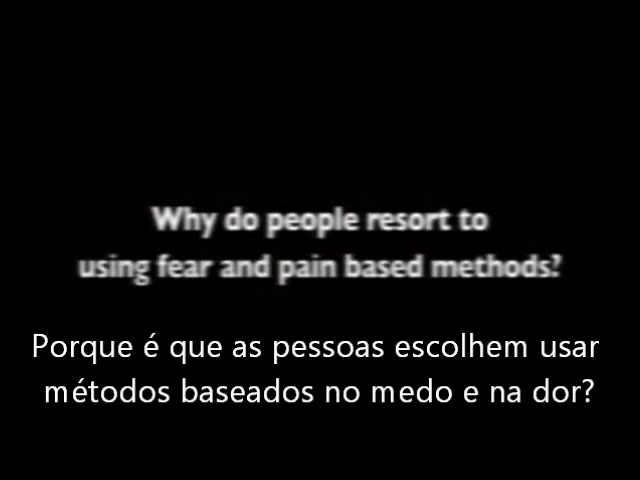 Why do people resort to
using fear and pain based methods?
Porque é que as pessoas escolhem usar
métodos baseados no medo e na dor?